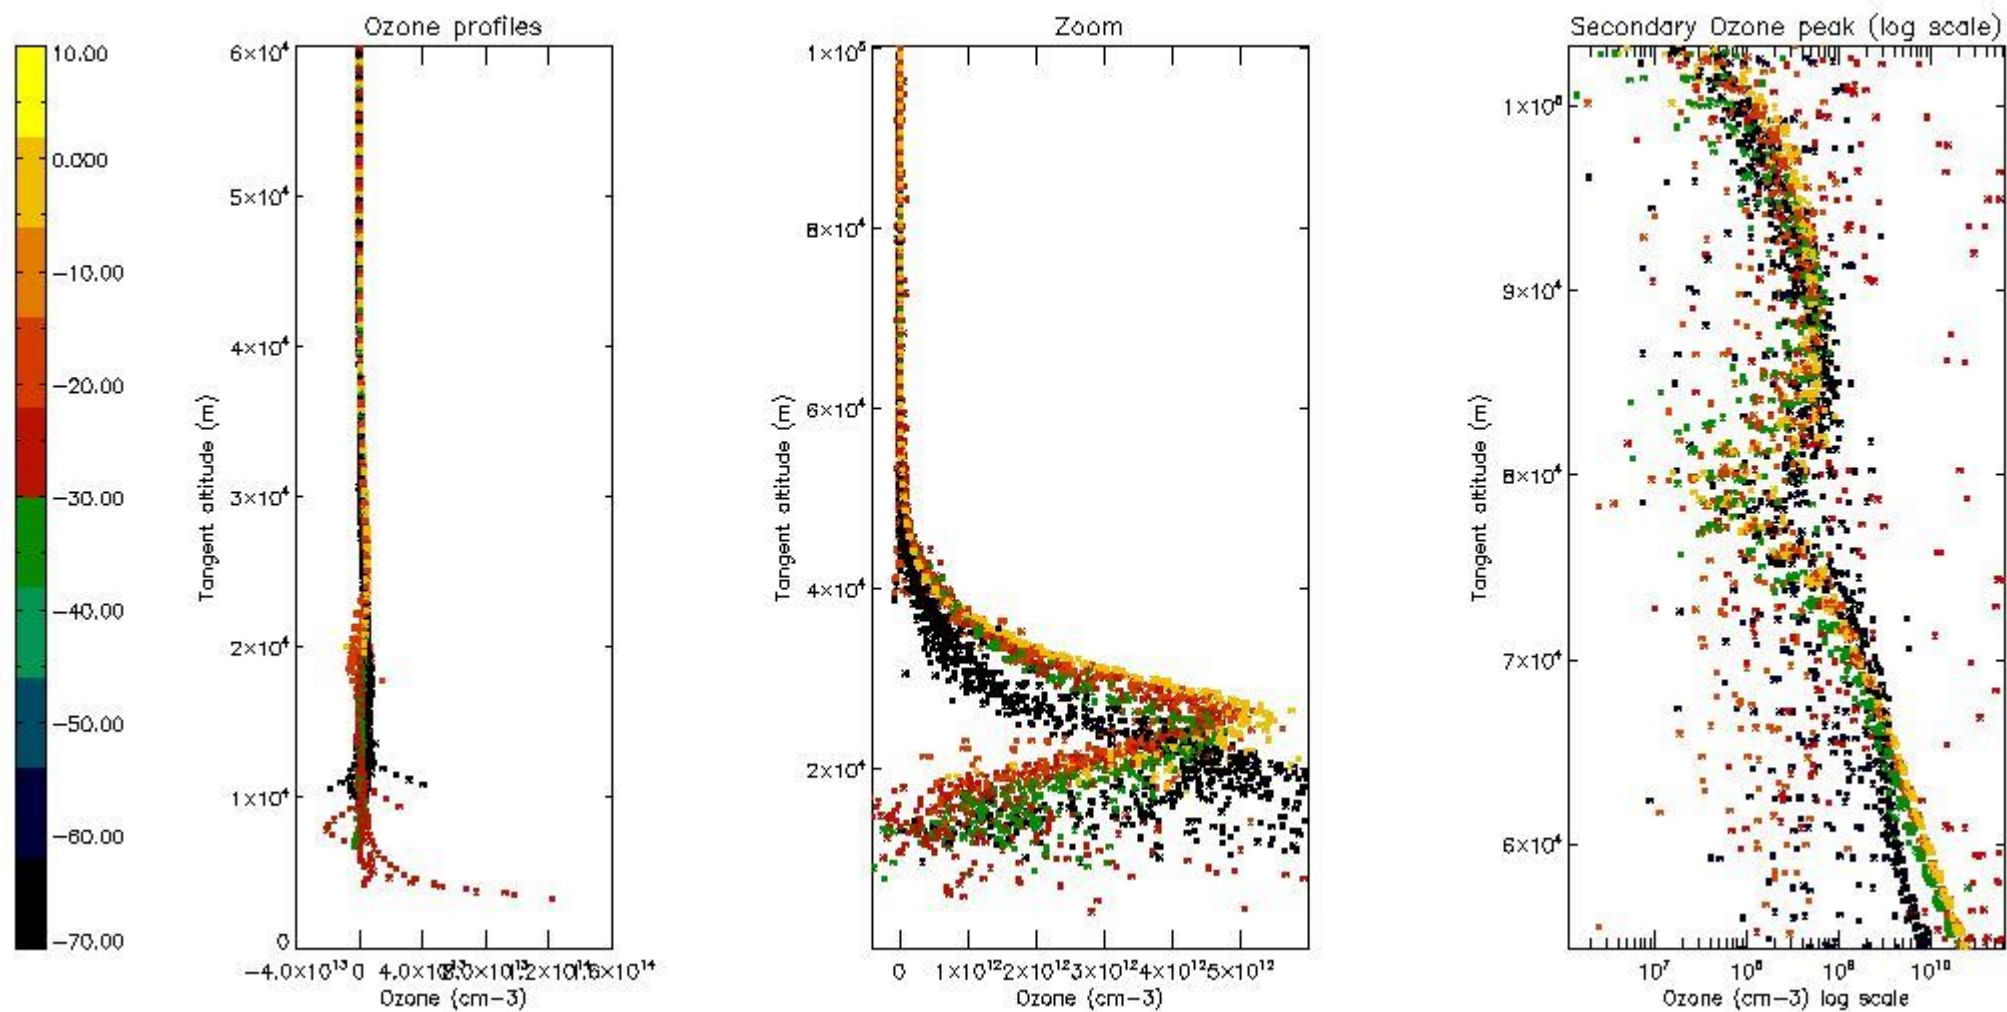 Ozone profiles
Zoom
Secondary Ozone peak (log scale)
10.00
0.000
−10.00
−20.00
−30.00
−40.00
−50.00
−60.00
−70.00
Tangent altitude (m)
6×10⁴
5×10⁴
4×10⁴
3×10⁴
2×10⁴
1×10⁴
0
−4.0×10¹³ 0
Ozone (cm−3)
Tangent altitude (m)
1×10⁵
8×10⁴
6×10⁴
4×10⁴
2×10⁴
0 1×10¹² 2×10¹² 3×10¹² 4×10¹² 5×10¹²
Ozone (cm−3)
Tangent altitude (m)
1×10⁵
9×10⁴
8×10⁴
7×10⁴
6×10⁴
10⁷ 10⁸ 10⁹ 10¹⁰
Ozone (cm−3) log scale